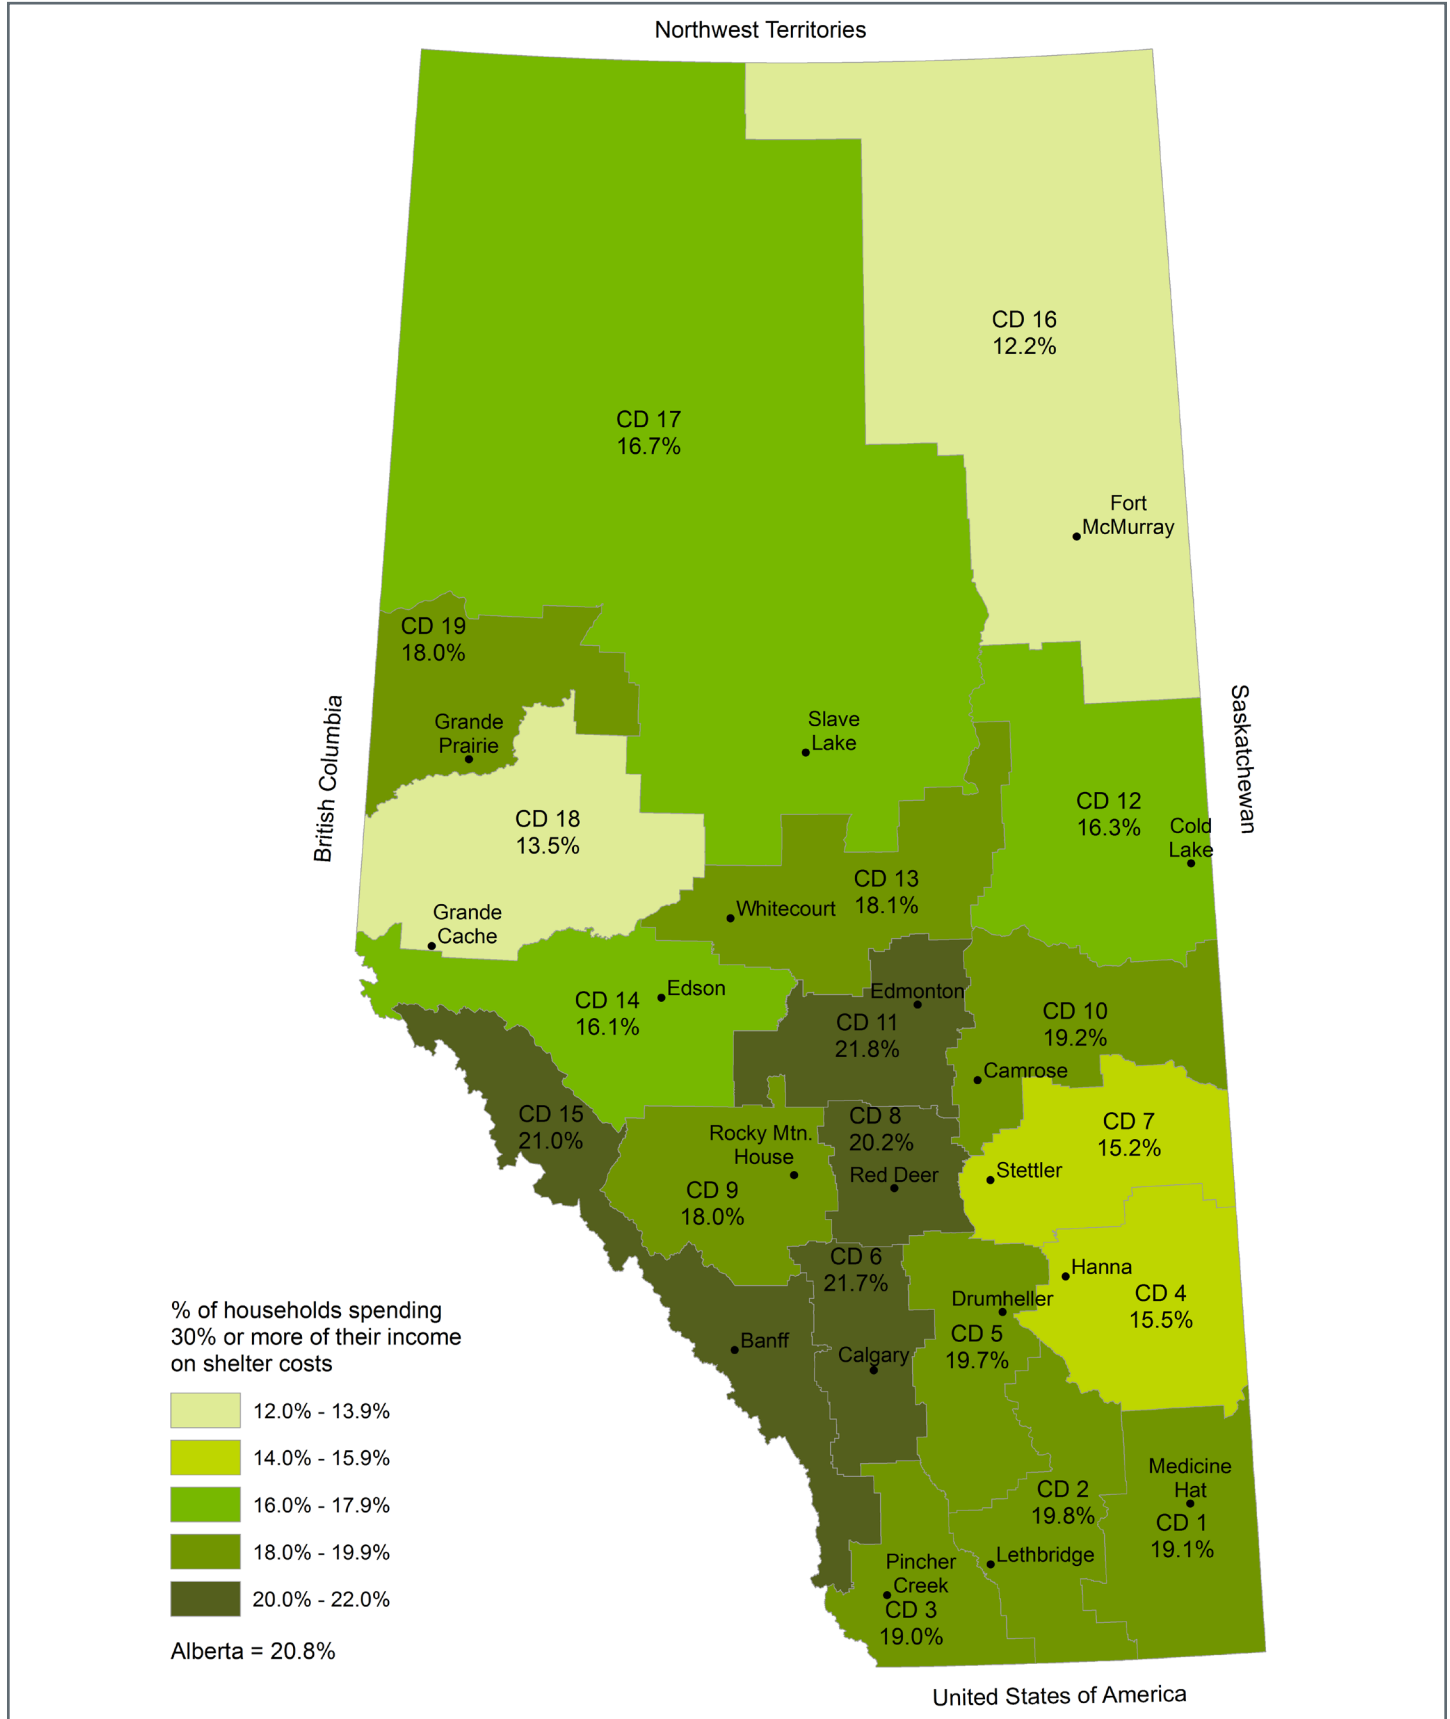 Northwest Territories
CD 16
12.2%
CD 17
16.7%
Fort
McMurray
CD 19
18.0%
British Columbia
Saskatchewan
Grande
Prairie
Slave
Lake
CD 18
13.5%
CD 12
16.3%
Cold
Lake
CD 13
18.1%
Whitecourt
Grande
Cache
Edson
CD 14
16.1%
Edmonton
CD 11
21.8%
CD 10
19.2%
Camrose
CD 15
21.0%
CD 8
20.2%
Red Deer
CD 7
15.2%
Rocky Mtn.
House
Stettler
CD 9
18.0%
CD 6
21.7%
Hanna
CD 4
15.5%
Drumheller
CD 5
19.7%
Banff
Calgary
Medicine
Hat
CD 1
19.1%
CD 2
19.8%
Lethbridge
Pincher
Creek
CD 3
19.0%
% of households spending
30% or more of their income
on shelter costs
12.0% - 13.9%
14.0% - 15.9%
16.0% - 17.9%
18.0% - 19.9%
20.0% - 22.0%
Alberta = 20.8%
United States of America